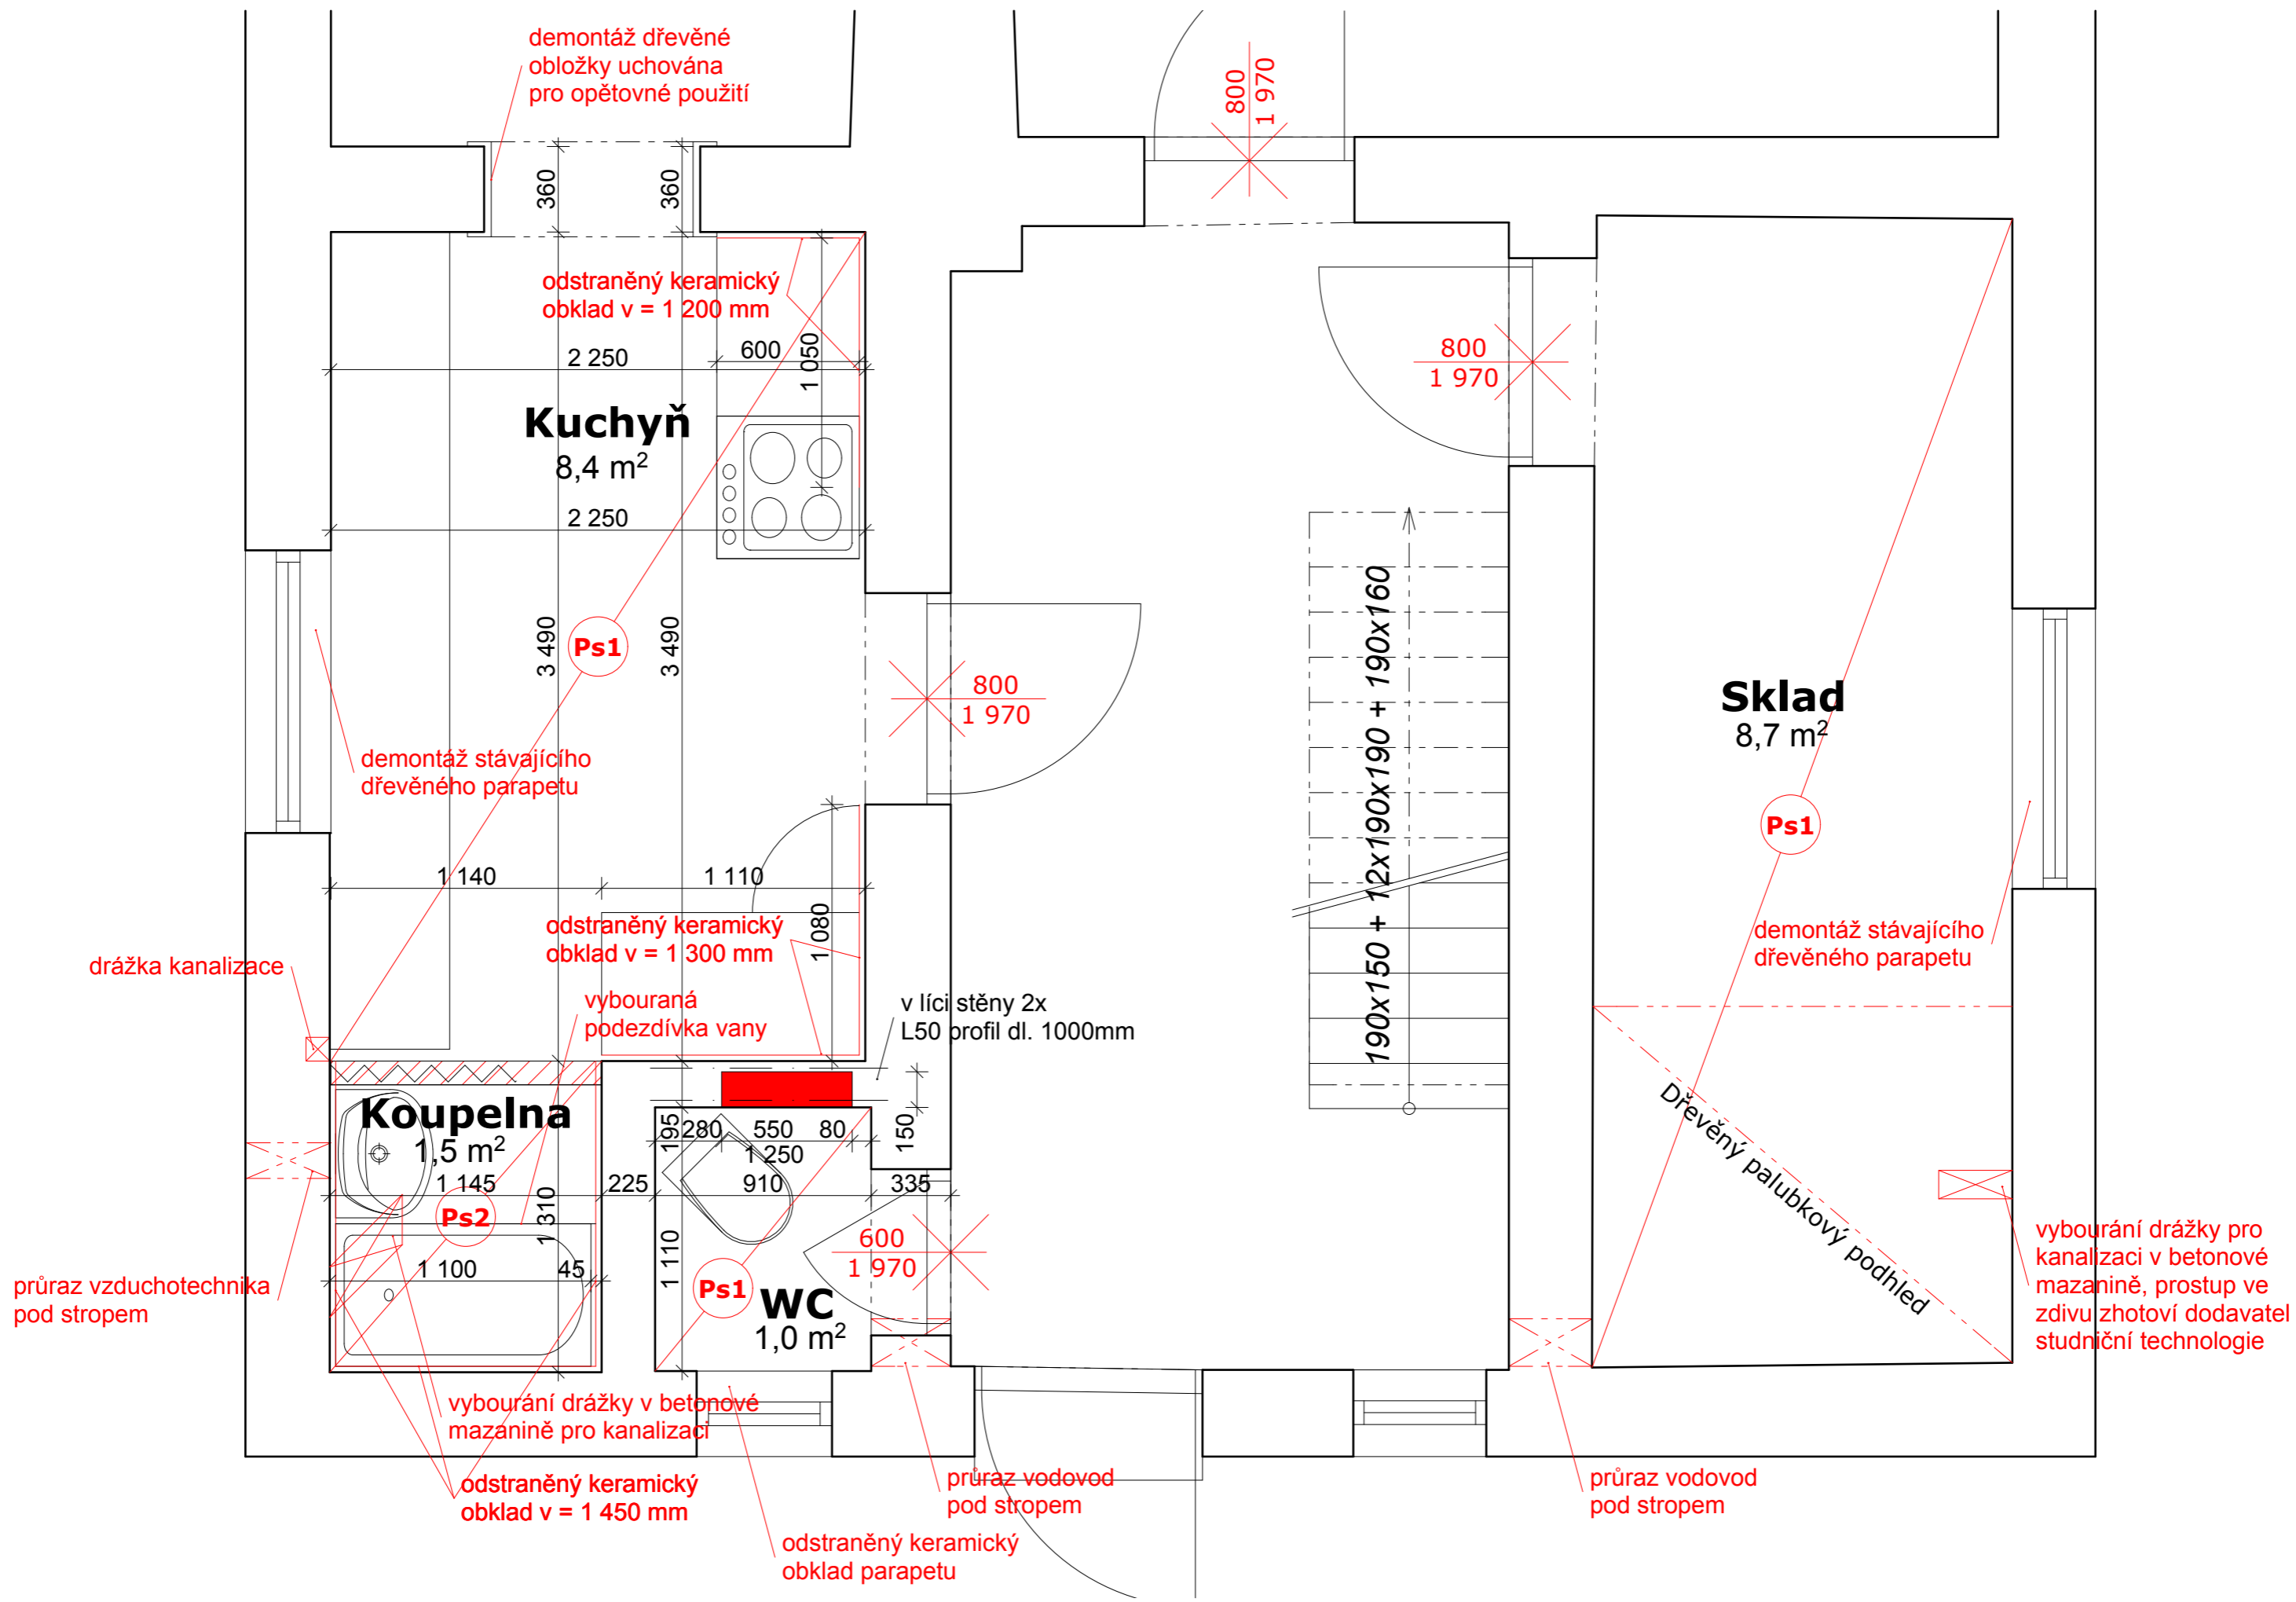 demontáž dřevěné
obložky uchována
pro opětovné použití
800
1 970
360
360
odstraněný keramický
obklad v = 1 200 mm
2 250
600
1 050
800
1 970
Kuchyň
8,4 m²
2 250
3 490
3 490
Ps1
800
1 970
190x150 + 12x190x190 + 190x160
Sklad
8,7 m²
Ps1
demontáž stávajícího
dřevěného parapetu
1 140
1 110
1 080
odstraněný keramický
obklad v = 1 300 mm
demontáž stávajícího
dřevěného parapetu
drážka kanalizace
vybouraná
podezdívka vany
v líci stěny 2x
L50 profil dl. 1000mm
Dřevěný palubkový podhled
Koupelna
1,5 m²
195
280
550
80
150
1 250
1 145
225
910
335
Ps2
1 310
600
1 970
1 100
45
1 110
Ps1
WC
1,0 m²
průraz vzduchotechnika
pod stropem
vybourání drážky pro
kanalizaci v betonové
mazanině, prostup ve
zdivu zhotoví dodavatel
studniční technologie
vybourání drážky v betonové
mazanině pro kanalizaci
odstraněný keramický
obklad v = 1 450 mm
průraz vodovod
pod stropem
průraz vodovod
pod stropem
odstraněný keramický
obklad parapetu